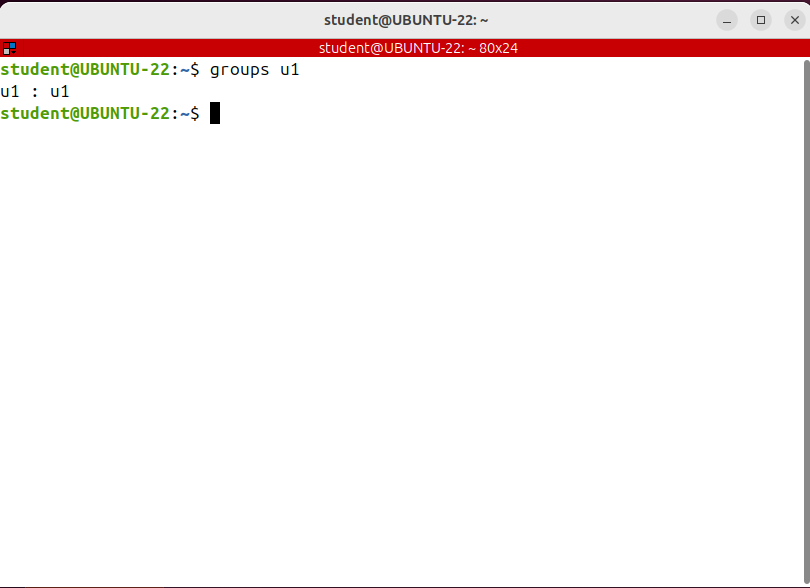 student@UBUNTU-22: ~
student@UBUNTU-22: ~ 80x24
student@UBUNTU-22:~$ groups u1
u1 : u1
student@UBUNTU-22:~$